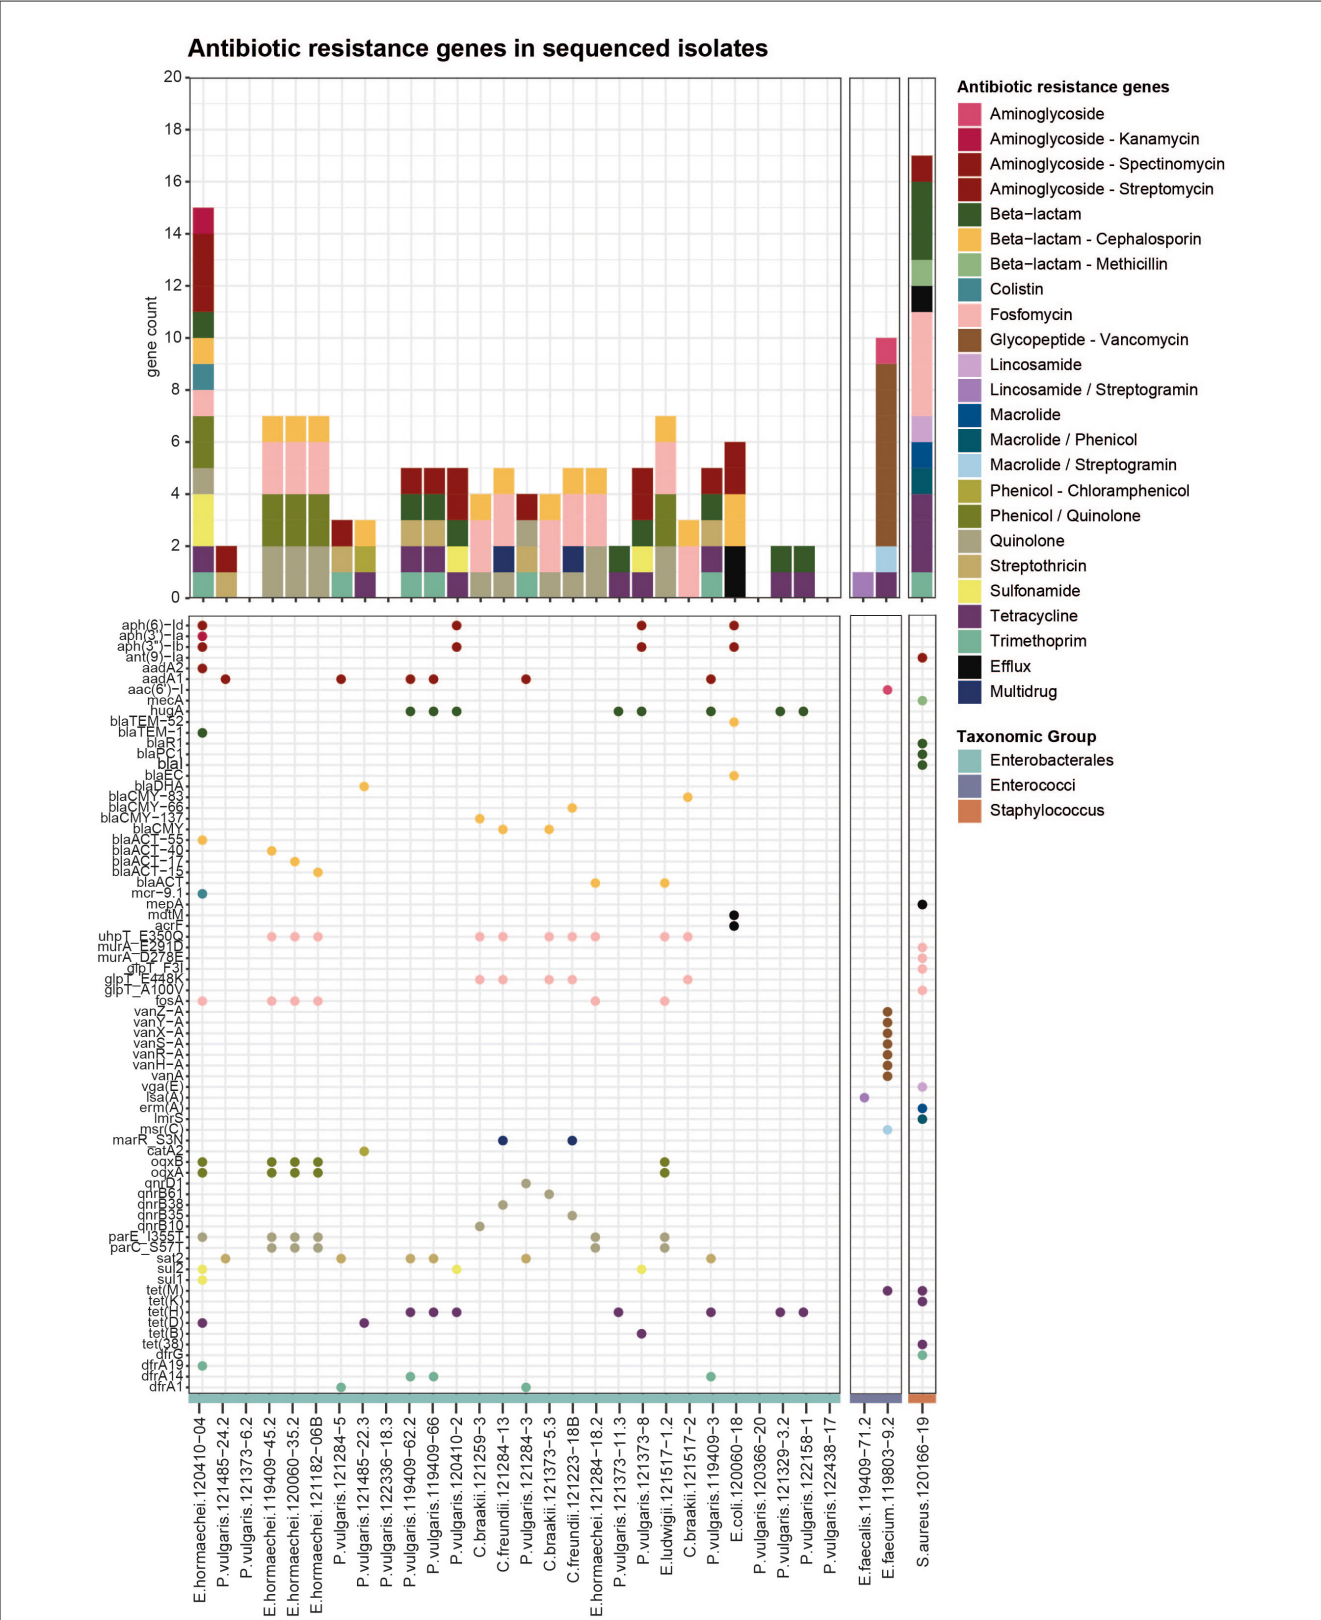 Antibiotic resistance genes in sequenced isolates
20
18
16
14
12
10
8
6
4
2
0
gene count
Antibiotic resistance genes
Aminoglycoside
Aminoglycoside - Kanamycin
Aminoglycoside - Spectinomycin
Aminoglycoside - Streptomycin
Beta−lactam
Beta−lactam - Cephalosporin
Beta−lactam - Methicillin
Colistin
Fosfomycin
Glycopeptide - Vancomycin
Lincosamide
Lincosamide / Streptogramin
Macrolide
Macrolide / Phenicol
Macrolide / Streptogramin
Phenicol - Chloramphenicol
Phenicol / Quinolone
Quinolone
Streptothricin
Sulfonamide
Tetracycline
Trimethoprim
Efflux
Multidrug
Taxonomic Group
Enterobacterales
Enterococci
Staphylococcus
aph(6)−Id
aph(3')−Ia
aph(3'')−Ib
ant(9)−Ia
aadA2
aadA1
aac(6')−I
mecA
hugA
blaTEM−52
blaTEM−1
blaR1
blaPC1
blaI
blaEC
blaDHA
blaCMY−83
blaCMY−66
blaCMY−137
blaCMY
blaACT−55
blaACT−40
blaACT−17
blaACT−15
blaACT
mcr−9.1
mepA
mdtM
acrF
uhpT_E350Q
murA_E291D
murA_D278E
glpT_F3I
glpT_E448K
glpT_A100V
fosA
vanZ−A
vanY−A
vanX−A
vanS−A
vanR−A
vanH−A
vanA
vga(E)
lsa(A)
erm(A)
lmrS
msr(C)
marR_S3N
catA2
oqxB
oqxA
qnrD1
qnrB61
qnrB38
qnrB35
qnrB10
parE_I355T
parC_S57T
sat2
sul2
sul1
tet(M)
tet(K)
tet(H)
tet(D)
tet(B)
tet(38)
dfrG
dfrA19
dfrA14
dfrA1
E.hormaechei.120410−04
P.vulgaris.121485−24.2
P.vulgaris.121373−6.2
E.hormaechei.119409−45.2
E.hormaechei.120060−35.2
E.hormaechei.121182−06B
P.vulgaris.121284−5
P.vulgaris.121485−22.3
P.vulgaris.122336−18.3
P.vulgaris.119409−62.2
P.vulgaris.119409−66
P.vulgaris.120410−2
C.braakii.121259−3
C.freundii.121284−13
P.vulgaris.121284−3
C.braakii.121373−5.3
C.freundii.121223−18B
E.hormaechei.121284−18.2
P.vulgaris.121373−11.3
P.vulgaris.121373−8
E.ludwigii.121517−1.2
C.braakii.121517−2
P.vulgaris.119409−3
E.coli.120060−18
P.vulgaris.120366−20
P.vulgaris.121329−3.2
P.vulgaris.122158−1
P.vulgaris.122438−17
E.faecalis.119409−71.2
E.faecium.119803−9.2
S.aureus.1201666−19